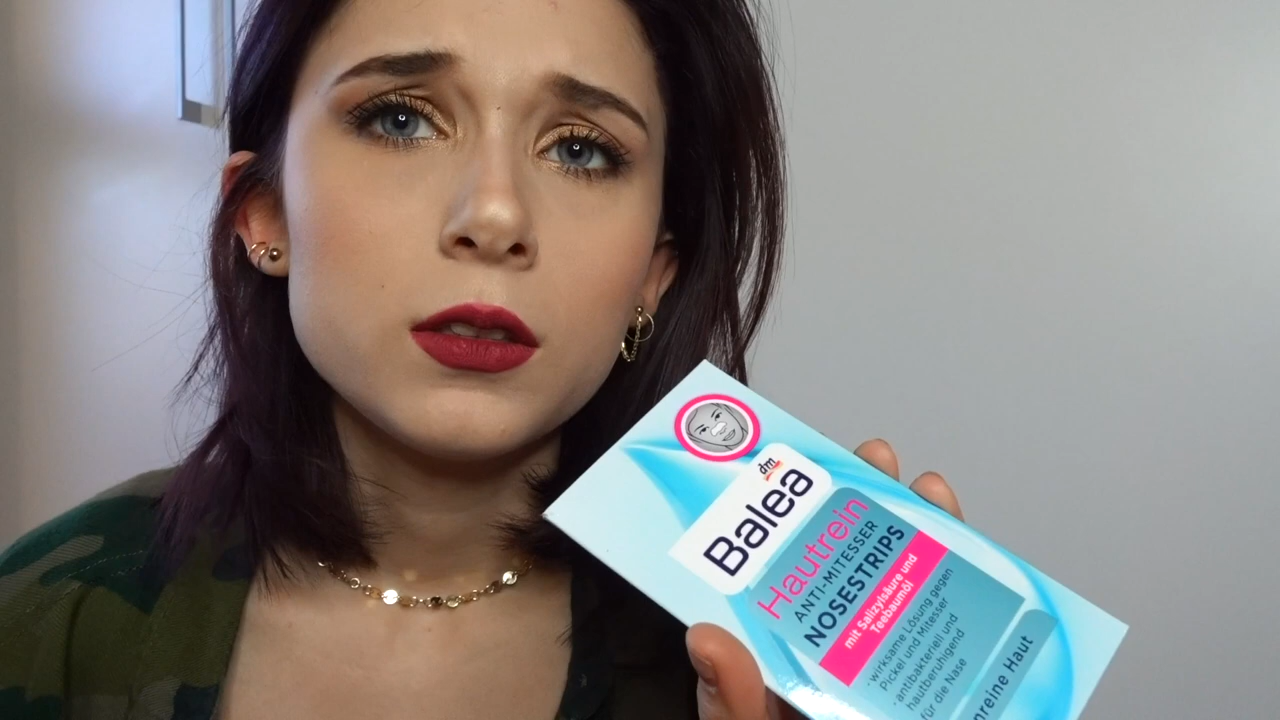 dm
Balea
Hautrein
ANTI-MITESSER
NOSESTRIPS
mit Salizylsäure und
Teebaumöl
- wirksame Lösung gegen
Pickel und Mitesser
- antibakteriell und
hautberuhigend
für die Nase
nreine Haut